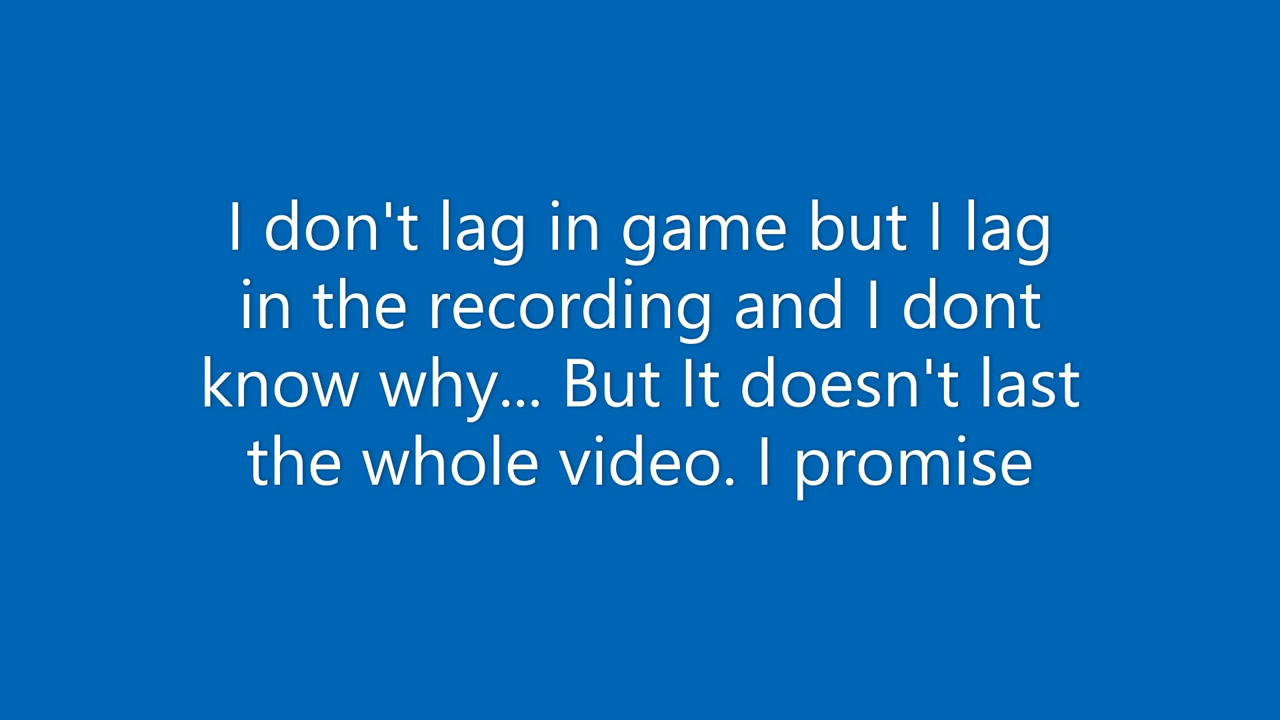 I don't lag in game but I lag
in the recording and I dont
know why... But It doesn't last
the whole video. I promise